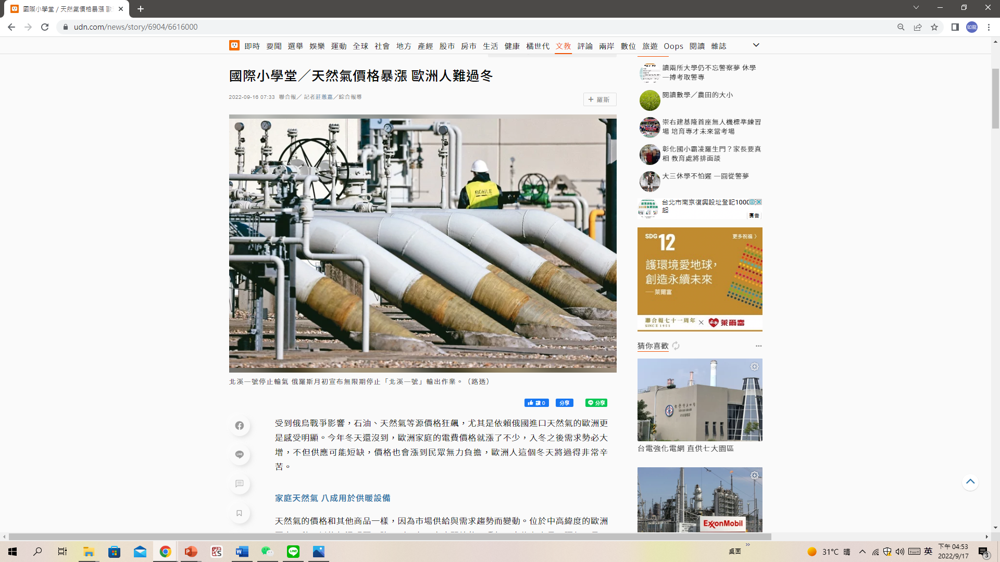 國際小學堂 / 天然氣價格暴漲 歐
udn.com/news/story/6904/6616000
如龍
即時 要聞 選舉 娛樂 運動 全球 社會 地方 產經 股市 房市 生活 健康 橘世代 文教 評論 兩岸 數位 旅遊 Oops 閱讀 雜誌
國際小學堂／天然氣價格暴漲 歐洲人難過冬
2022-09-16 07:33 聯合報／ 記者莊蕙嘉／綜合報導
+ 羅斯
BOHLE
北溪一號停止輸氣 俄羅斯月初宣布無限期停止「北溪一號」輸出作業。（路透）
讚 0
分享
分享
受到俄烏戰爭影響，石油、天然氣等源價格狂飆，尤其是依賴俄國進口天然氣的歐洲更
是感受明顯。今年冬天還沒到，歐洲家庭的電費價格就漲了不少，入冬之後需求勢必大
增，不但供應可能短缺，價格也會漲到民眾無力負擔，歐洲人這個冬天將過得非常辛
苦。
家庭天然氣 八成用於供暖設備
天然氣的價格和其他商品一樣，因為市場供給與需求趨勢而變動。位於中高緯度的歐洲
讀兩所大學仍不忘警察夢 休學
一搏考取警專
閱讀數學／農田的大小
崇右建基隆首座無人機標準練習
場 培育專才未來當考場
彰化國小霸凌羅生門？家長要真
相 教育處將排面談
大三休學不怕遲 一圓從警夢
台北市南京復興設址登記1000
起
廣告
SDG 12
更多祝福 〉
護環境愛地球，
創造永續未來
── 萊爾富
聯合報七十一周年 × 萊爾富
SINCE 1951
猜你喜歡
台電強化電網 直供七大園區
ExxonMobil
LINE
桌面
31°C 晴
英
下午 04:53
2022/9/17
3